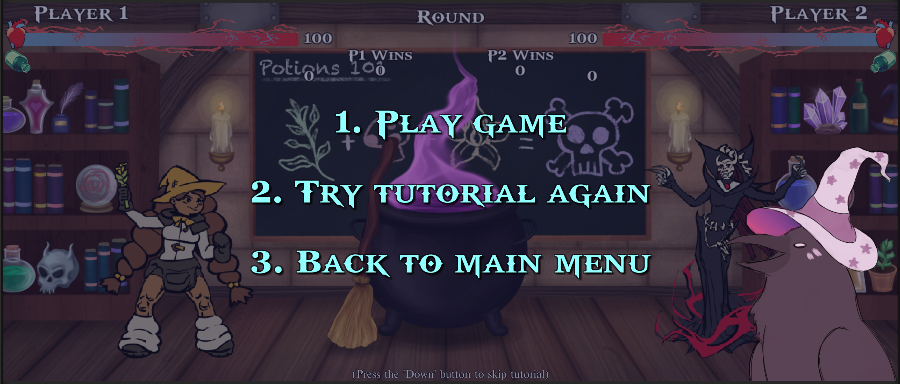 Player 1
Round
Player 2
100
100
P1 Wins
P2 Wins
Potions 100
0
0
0
0
1. Play game
2. Try tutorial again
3. Back to main menu
(Press the 'Down' button to skip tutorial)